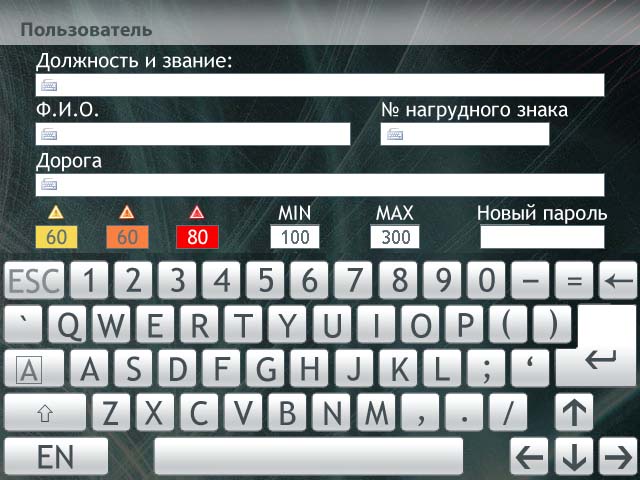 Пользователь
Должность и звание:
Ф.И.О. № нагрудного знака
Дорога
MIN MAX Новый пароль
60 60 80 100 300
ESC 1 2 3 4 5 6 7 8 9 0 – = ←
` Q W E R T Y U I O P ( )
A A S D F G H J K L ; ‘ ↵
⇧ Z X C V B N M , . / ↑
EN ← ↓ →